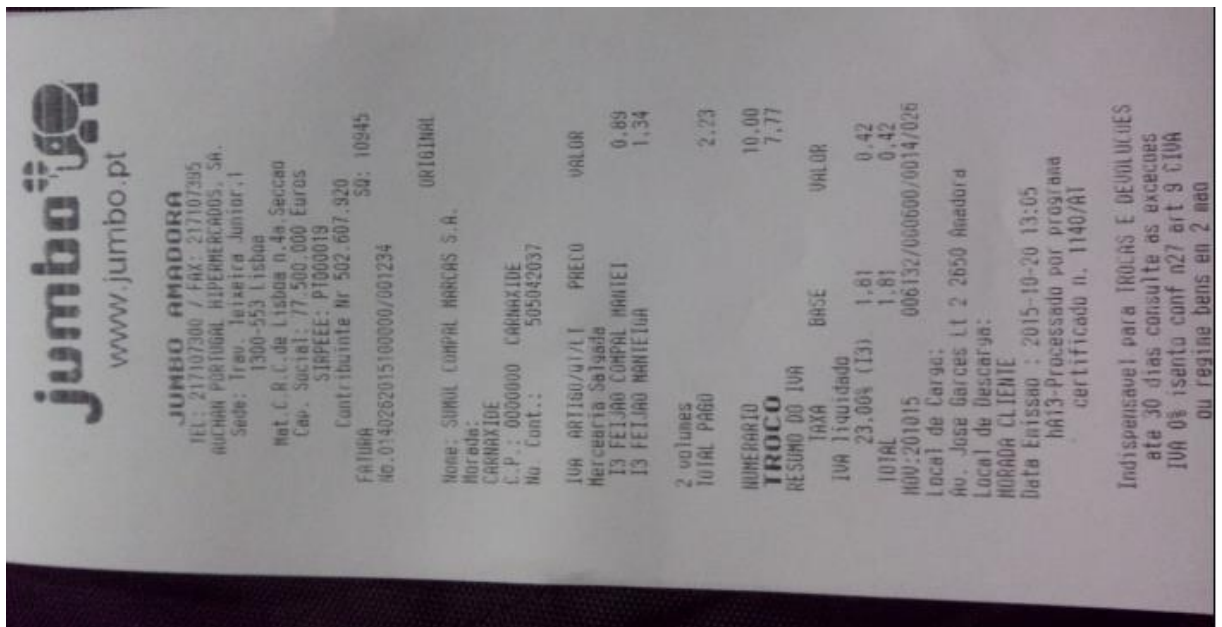 jumbo
www.jumbo.pt
JUMBO AMADORA
TEL: 217107300 / FAX: 217107395
AUCHAN PORTUGAL HIPERMERCADOS, SA.
Sede: Trav. Teixeira Junior,1
1300-553 Lisboa
Mat.C.R.C.de Lisboa n.4a.Seccao
Cap. Social: 77.500.000 Euros
SIRPEEE: PT000019
Contribuinte Nr 502.607.920
FATURA SQ: 10945
No.01402620151000000/001234
ORIGINAL
Nome: SUMOL COMPAL MARCAS S.A.
Morada:
CARNAXIDE
C.P.: 0000000 CARNAXIDE
Nu Cont.: 505042037
IVA ARTIGO/QT/LT PRECO VALOR
Mercearia Salgada
I3 FEIJAO COMPAL MANTEI 0.89
I3 FEIJAO MANTEIGA 1.34
2 volumes
TOTAL PAGO 2.23
NUMERARIO 10.00
TROCO 7.77
RESUMO DO IVA
TAXA BASE VALOR
IVA liquidado
23.00% (I3) 1.81 0.42
TOTAL 1.81 0.42
MOV:201015 006132/000600/0014/026
Local de Carga:
Av. Jose Garces Lt 2 2650 Amadora
Local de Descarga:
MORADA CLIENTE
Data Emissao : 2015-10-20 13:05
hA13-Processado por programa
certificado n. 1140/AT
Indispensavel para TROCAS E DEVOLUCOES
até 30 dias consulte as excecoes
IVA 0% isento conf n27 art 9 CIVA
ou regime bens em 2 mao